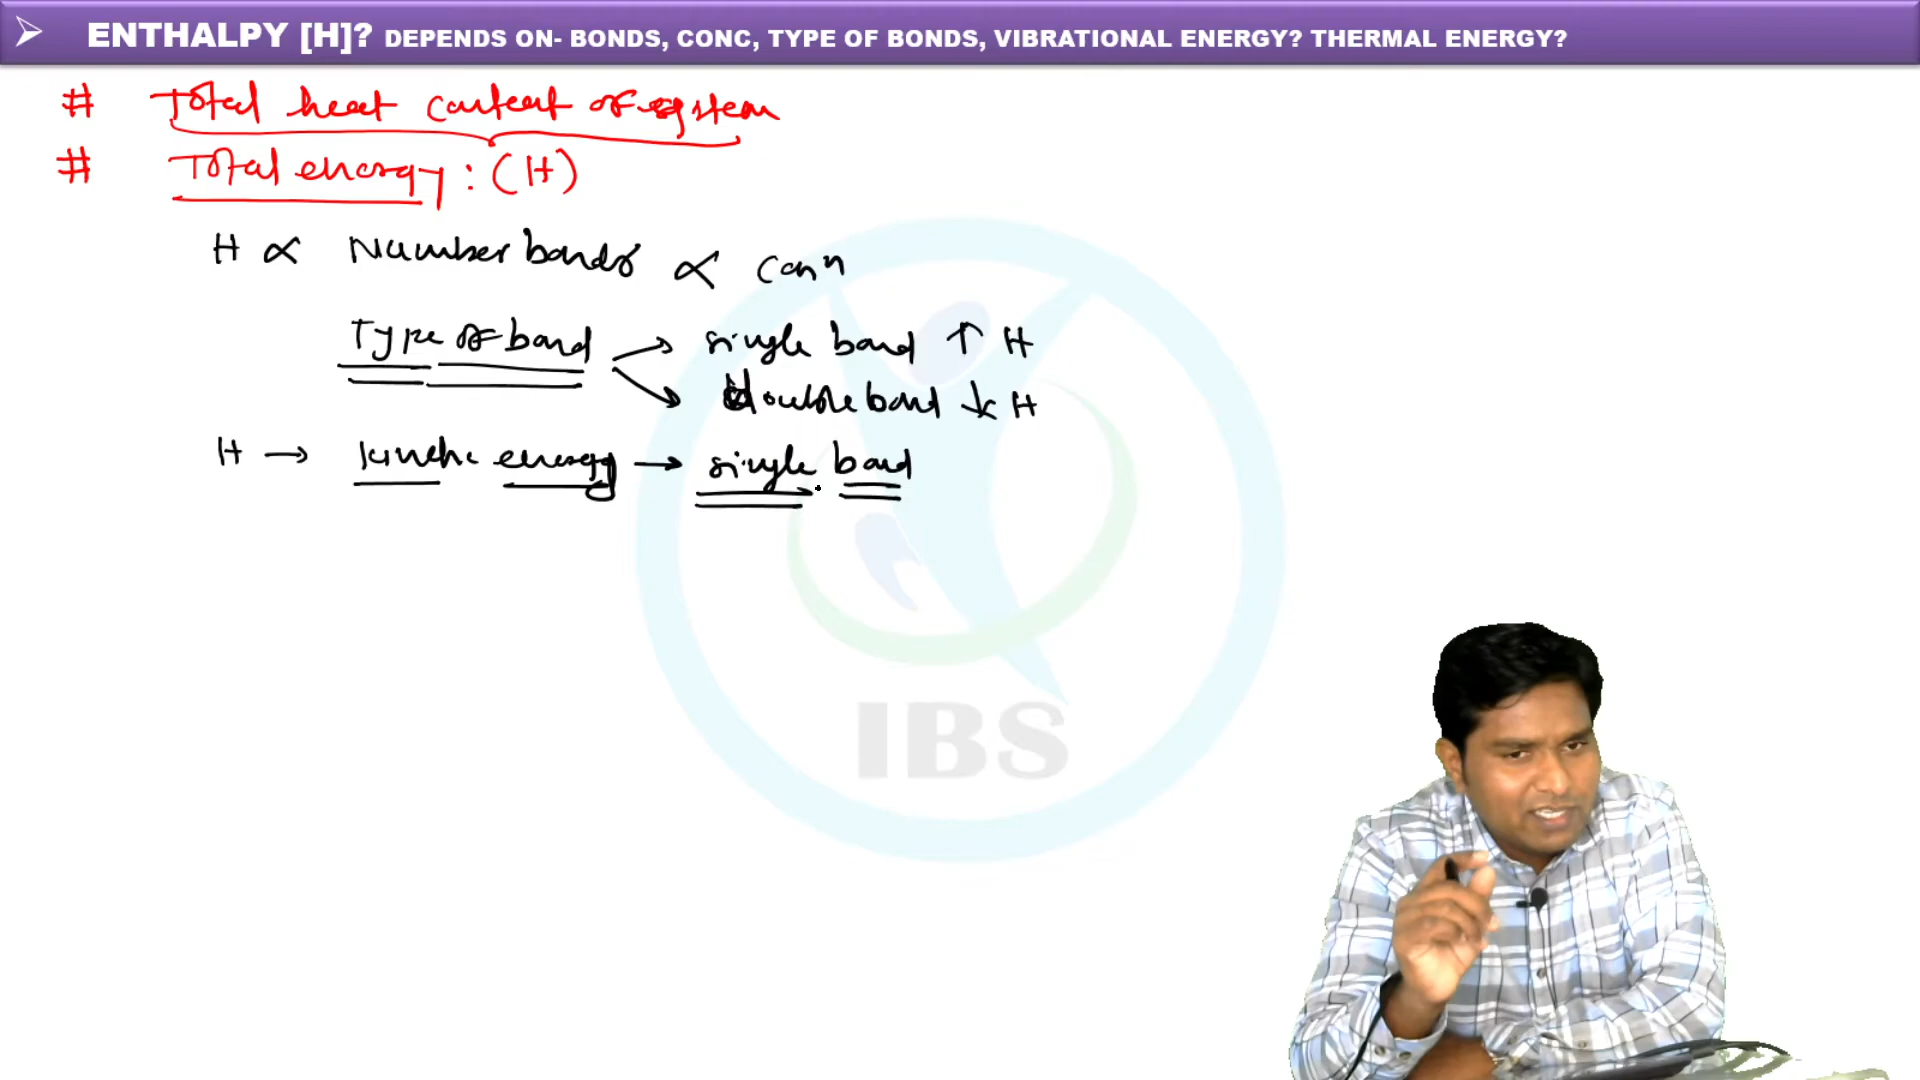 ENTHALPY [H]? DEPENDS ON- BONDS, CONC, TYPE OF BONDS, VIBRATIONAL ENERGY? THERMAL ENERGY?
# Total heat content of system
# Total energy : (H)
H ∝ Number bonds ∝ Conⁿ
Type of bond → single bond ↑ H
→ double bond ↓ H
H → kinetic energy → single bond
IBS